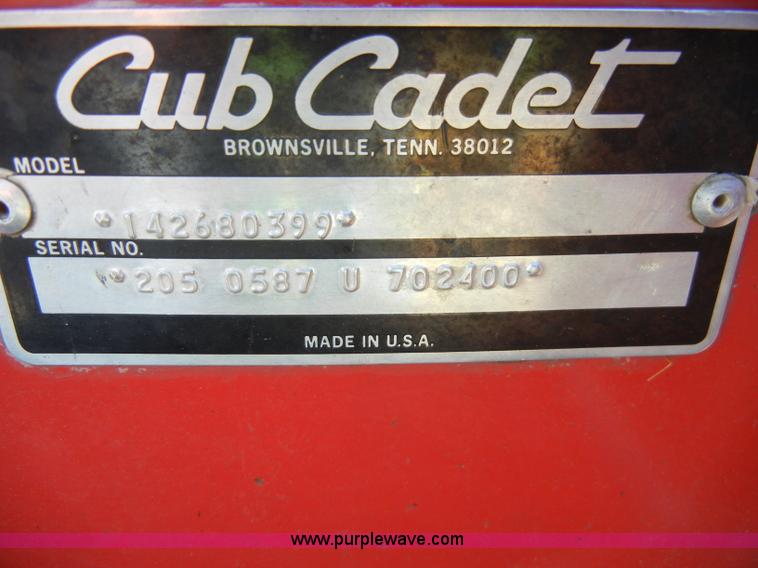 Cub Cadet
BROWNSVILLE, TENN. 38012
MODEL
*142680399*
SERIAL NO.
*205 0587 U 702400*
MADE IN U.S.A.
www.purplewave.com